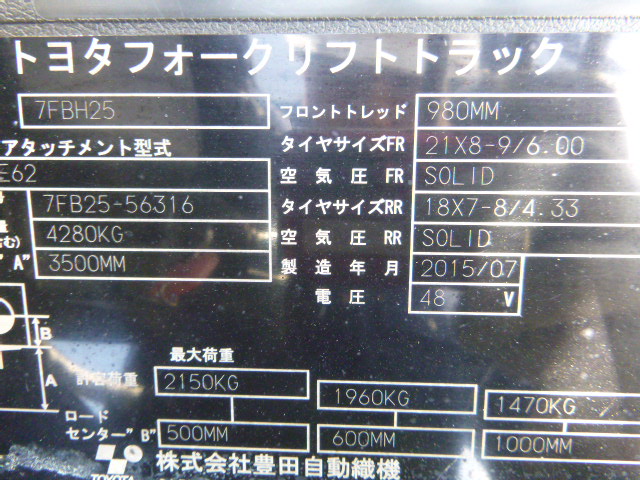 トヨタフォークリフトトラック
7FBH25 フロントトレッド 980MM
アタッチメント型式 タイヤサイズFR 21X8-9/6.00
E62 空気圧FR SOLID
7FB25-56316 タイヤサイズRR 18X7-8/4.33
4280KG 空気圧RR SOLID
"A" 3500MM 製造年月 2015/07
電圧 48 V
B
A
最大荷重
許容荷重 2150KG 1960KG 1470KG
ロード
センター"B" 500MM 600MM 1000MM
TOYOTA 株式会社豊田自動織機